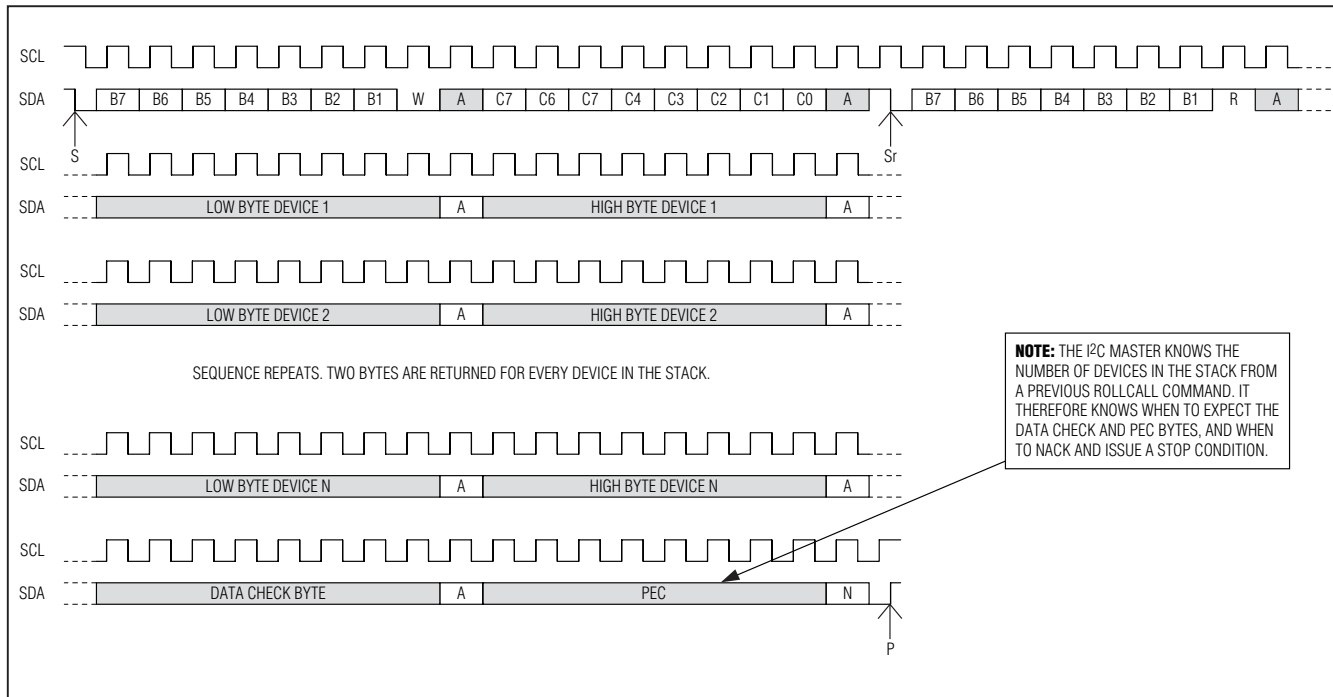 SCL
SDA B7 B6 B5 B4 B3 B2 B1 W A C7 C6 C7 C4 C3 C2 C1 C0 A B7 B6 B5 B4 B3 B2 B1 R A
S Sr
SCL
SDA LOW BYTE DEVICE 1 A HIGH BYTE DEVICE 1 A
SCL
SDA LOW BYTE DEVICE 2 A HIGH BYTE DEVICE 2 A
SEQUENCE REPEATS. TWO BYTES ARE RETURNED FOR EVERY DEVICE IN THE STACK.
NOTE: THE I²C MASTER KNOWS THE
NUMBER OF DEVICES IN THE STACK FROM
A PREVIOUS ROLLCALL COMMAND. IT
THEREFORE KNOWS WHEN TO EXPECT THE
DATA CHECK AND PEC BYTES, AND WHEN
TO NACK AND ISSUE A STOP CONDITION.
SCL
SDA LOW BYTE DEVICE N A HIGH BYTE DEVICE N A
SCL
SDA DATA CHECK BYTE A PEC N
P